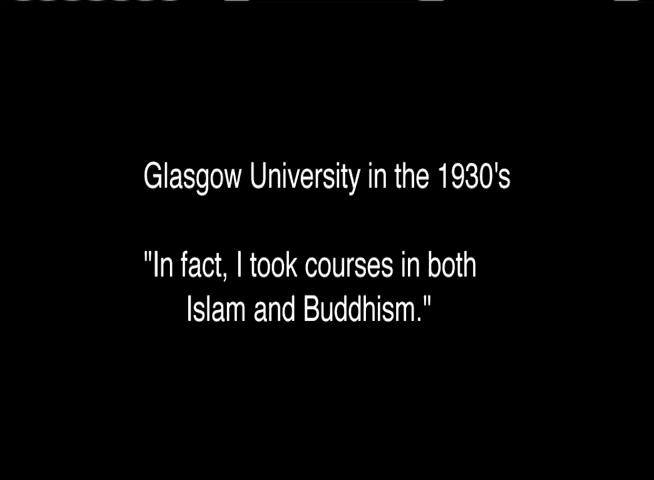 Glasgow University in the 1930's
"In fact, I took courses in both
Islam and Buddhism."